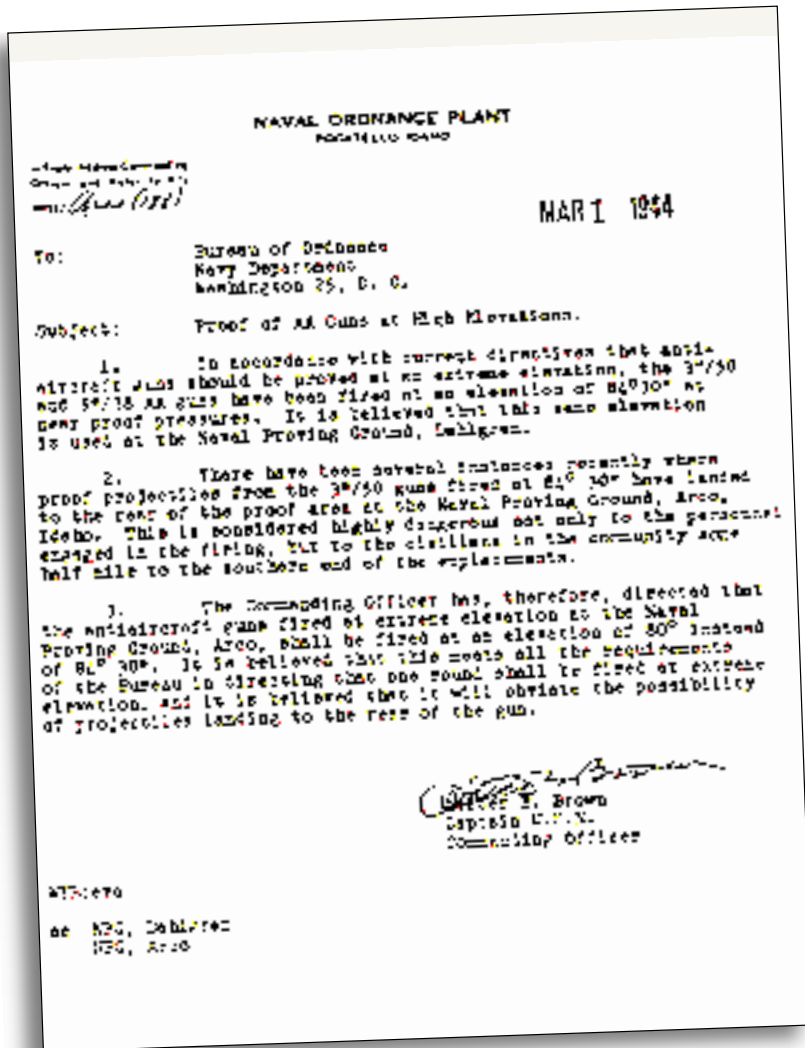 NAVAL ORDNANCE PLANT
POCATELLO IDAHO
MAR 1 1944
To: Bureau of Ordnance
Navy Department
Washington 25, D. C.
Subject: Proof of AA Guns at High Elevations.
1. In accordance with current directives that anti-
aircraft guns should be proved at an extreme elevation, the 3"/50
and 5"/38 AA guns have been fired at an elevation of 84°30" at
near proof pressures. It is believed that this same elevation
is used at the Naval Proving Ground, Dahlgren.
2. There have been several instances recently where
proof projectiles from the 3"/50 guns fired at 84° 30" have landed
to the rear of the proof area at the Naval Proving Ground, Arco,
Idaho. This is considered highly dangerous not only to the personnel
engaged in the firing, but to the civilians in the community some
half mile to the southern end of the emplacements.
3. The Commanding Officer has, therefore, directed that
the antiaircraft guns fired at extreme elevation at the Naval
Proving Ground, Arco, shall be fired at an elevation of 80° instead
of 84° 30". It is believed that this meets all the requirements
of the Bureau in directing that one round shall be fired at extreme
elevation, and it is believed that it will obviate the possibility
of projectiles landing to the rear of the gun.
Brown
Captain U.S.N.
Commanding Officer
cc NPG, Dahlgren
NPG, Arco